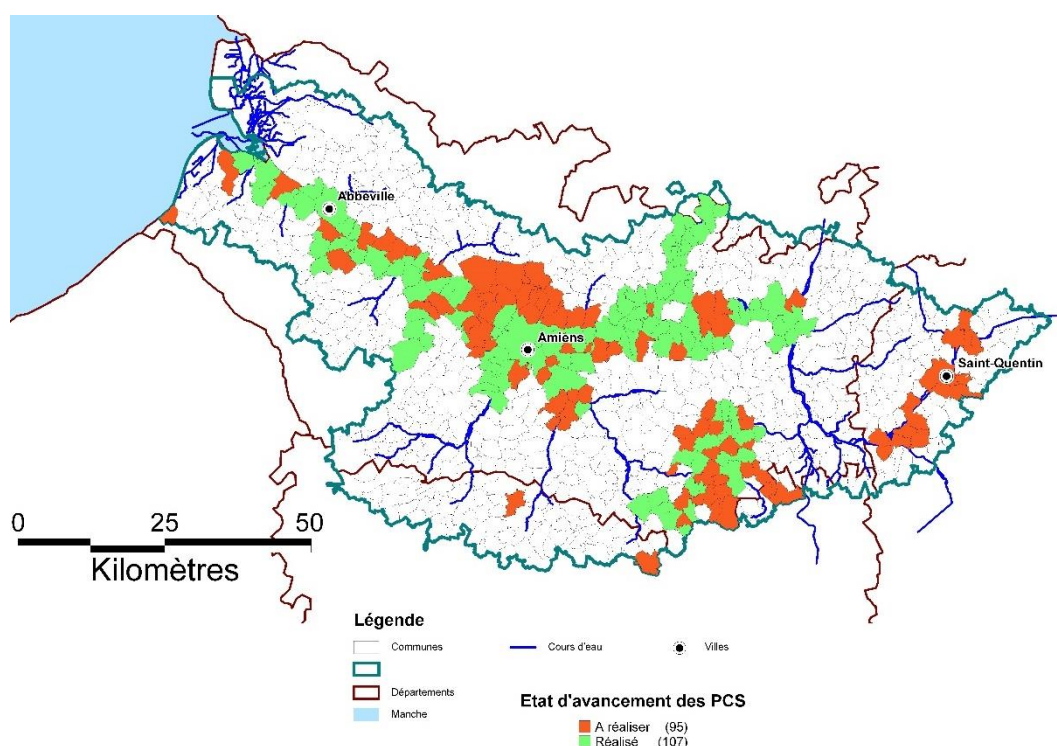 Abbeville
Amiens
Saint-Quentin
0 25 50
Kilomètres
Légende
Communes Cours d'eau Villes
Départements
Manche
Etat d'avancement des PCS
A réaliser (95)
Réalisé (107)